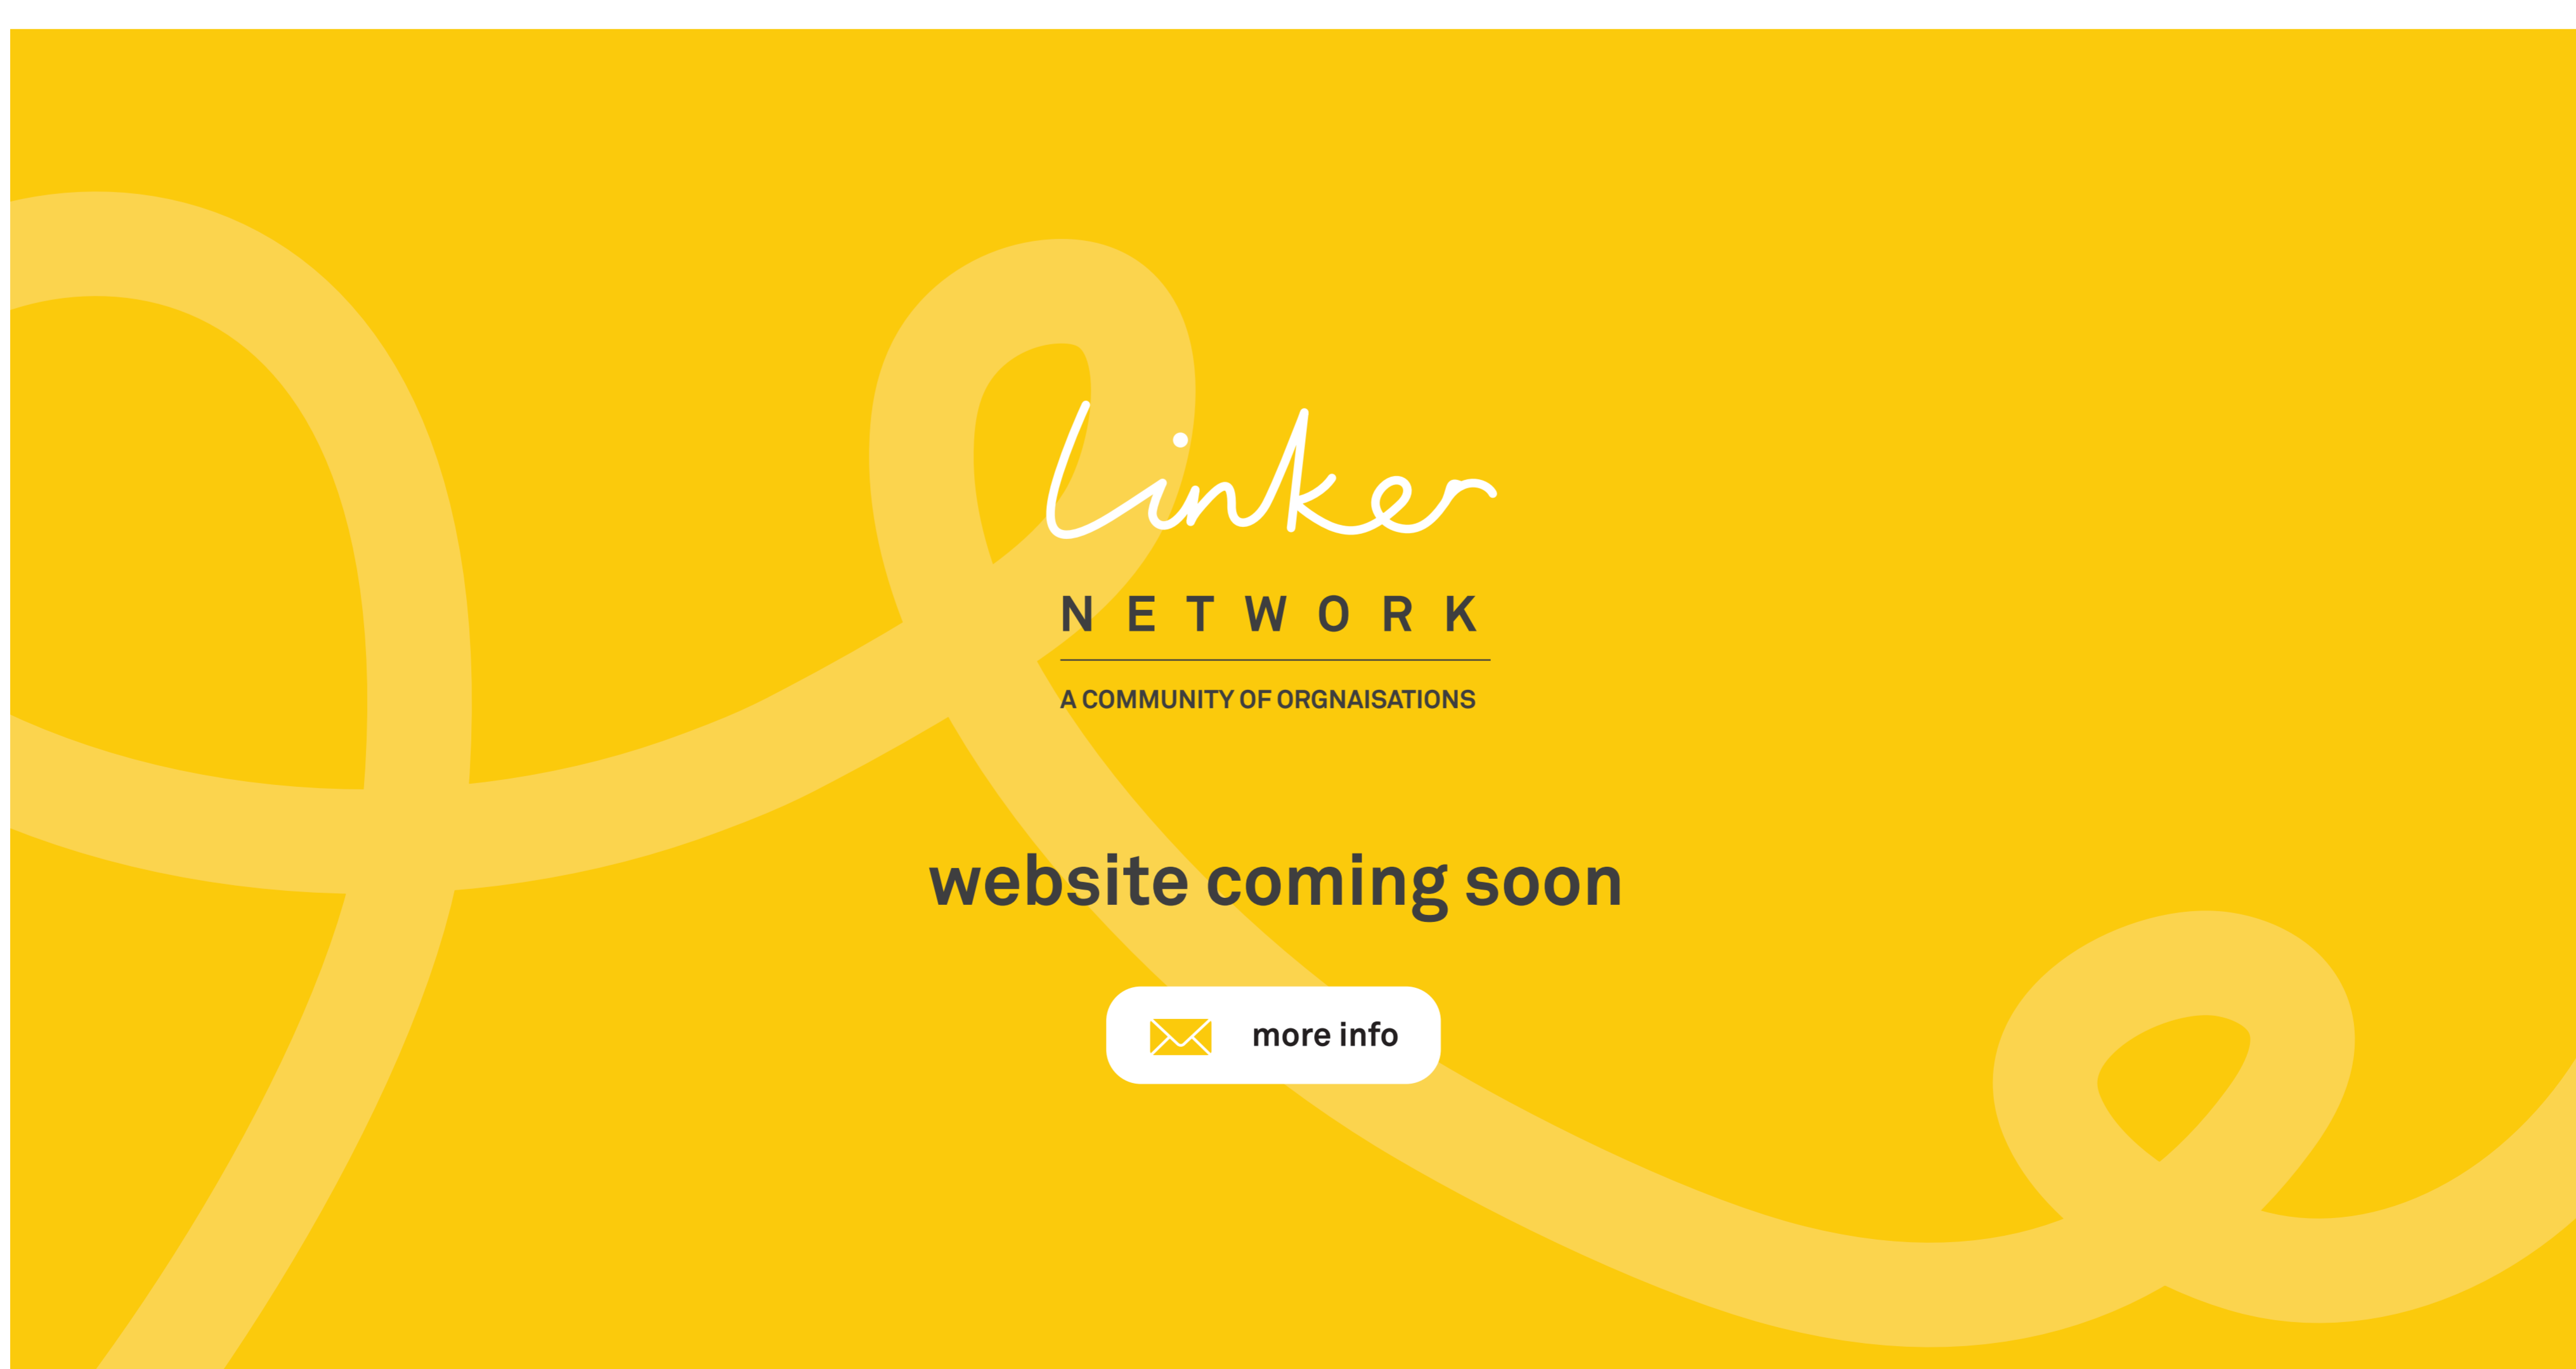 linker
NETWORK
A COMMUNITY OF ORGNAISATIONS
website coming soon
more info